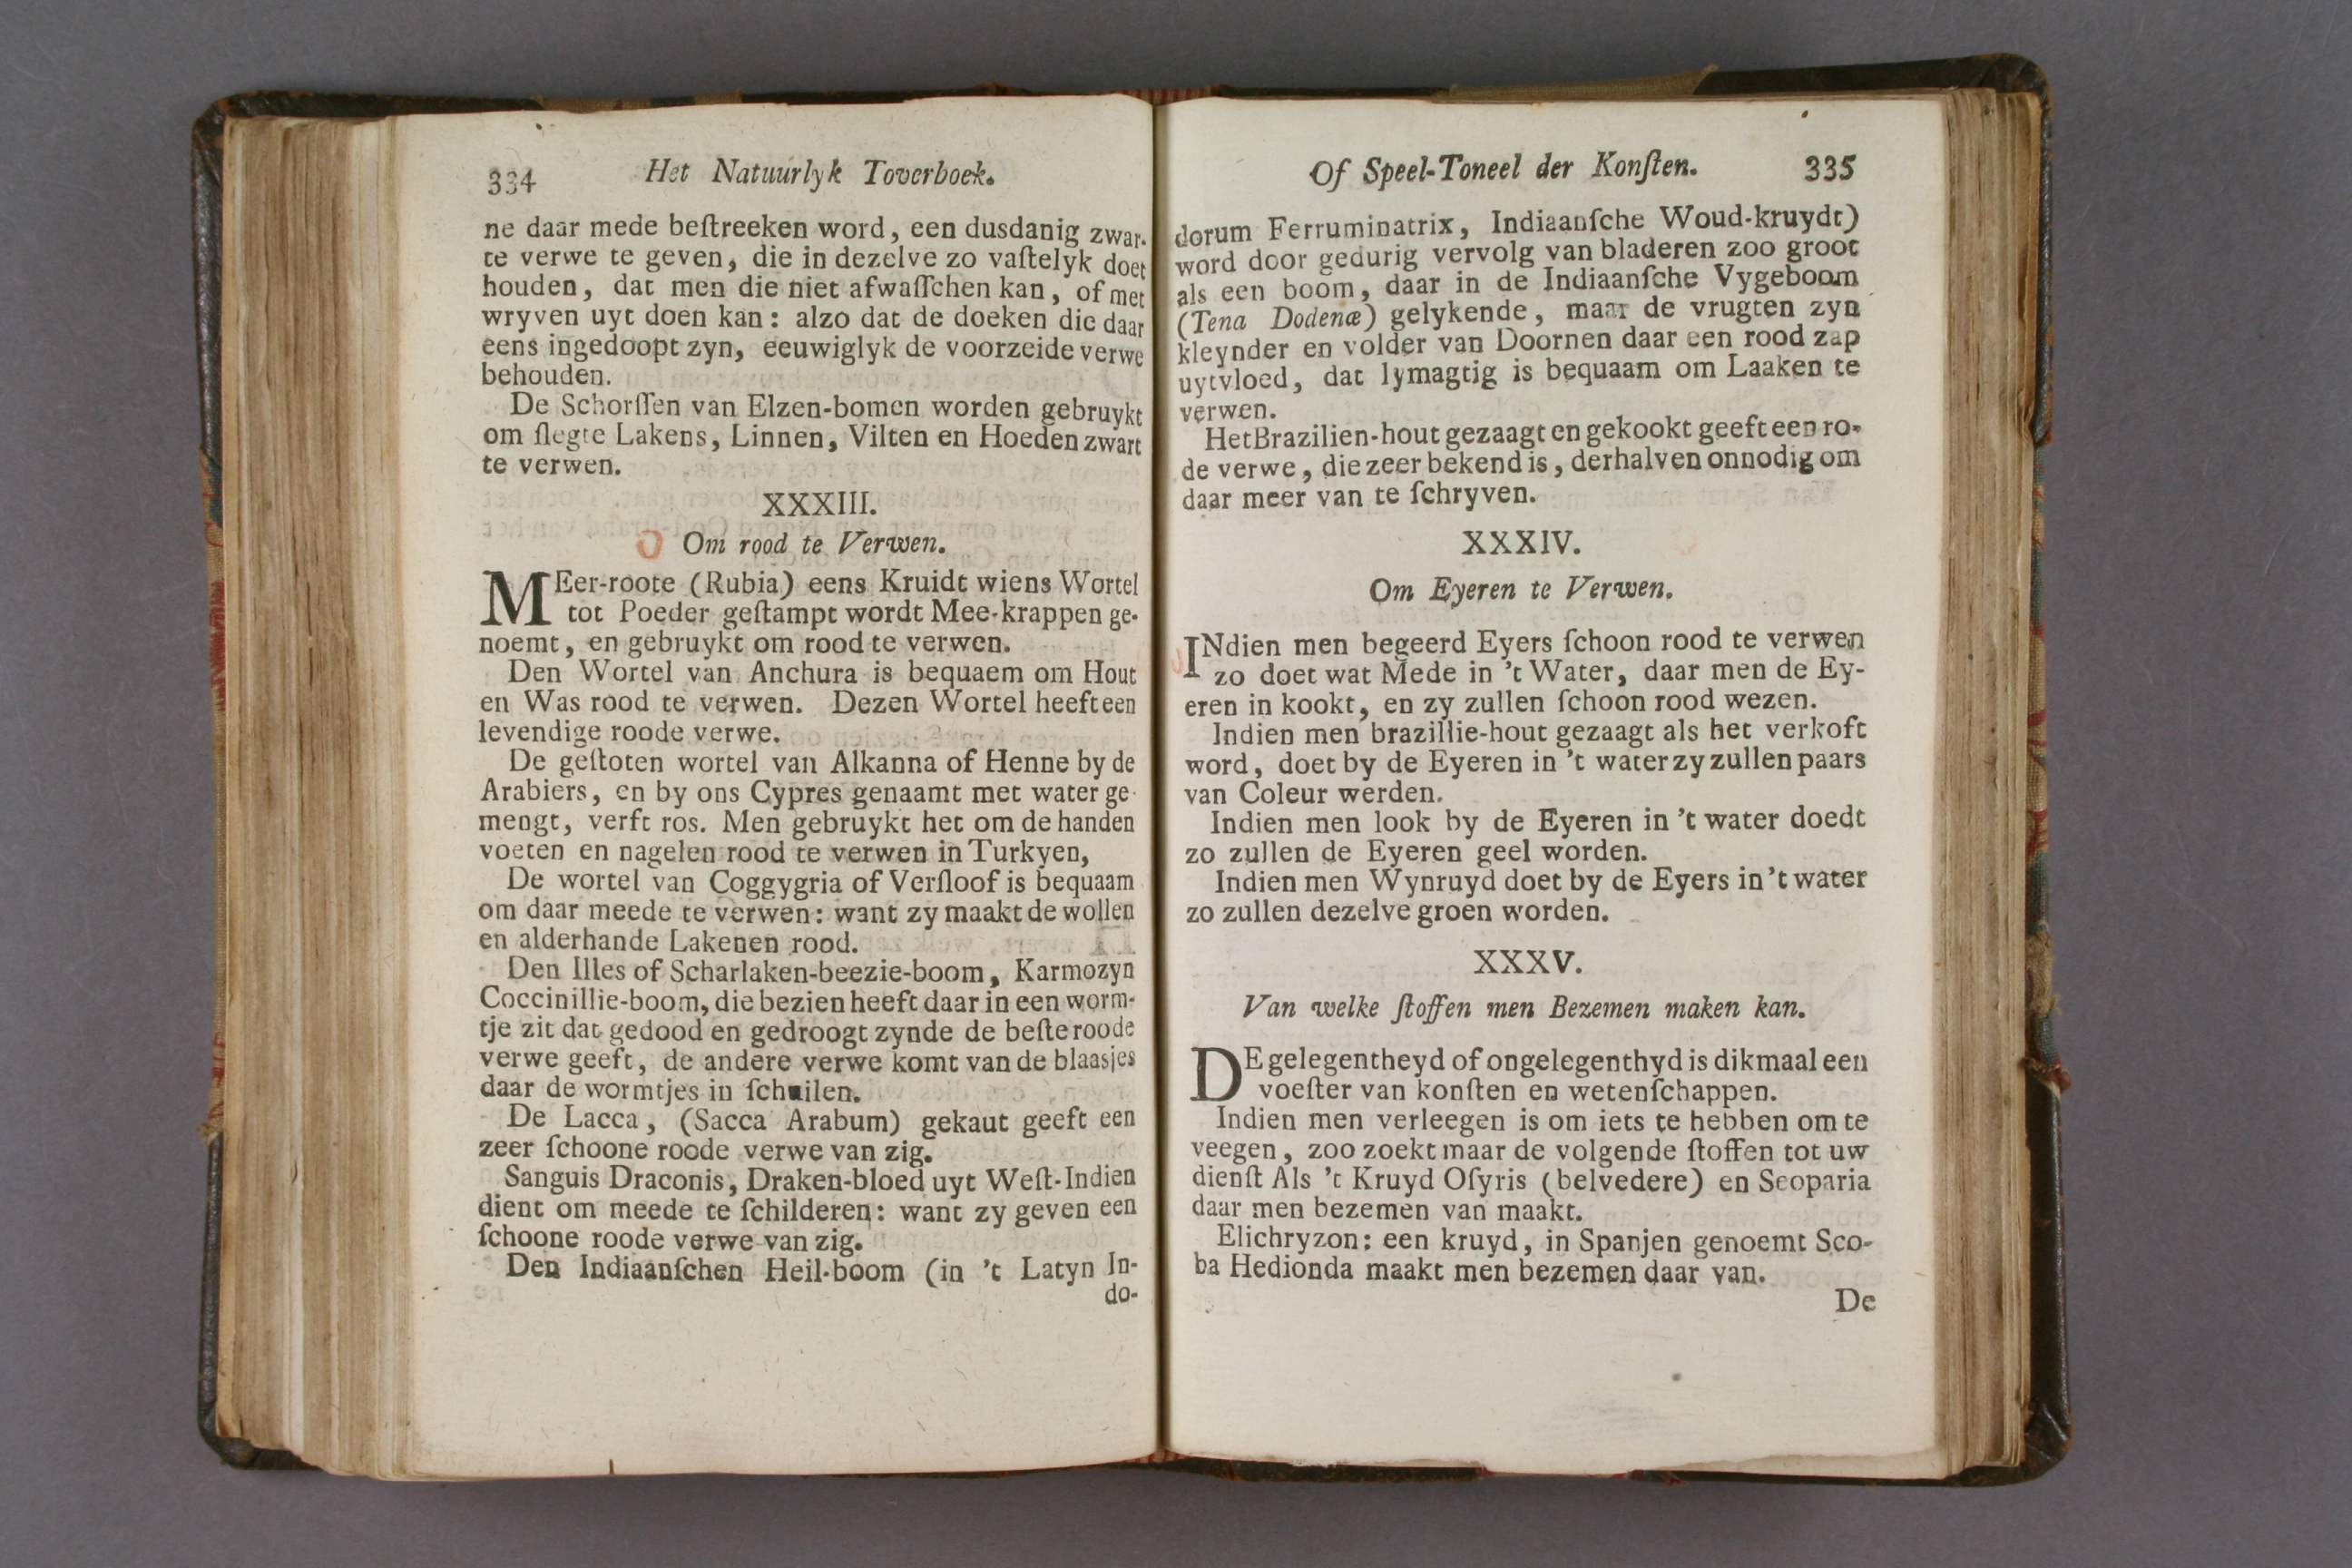 334 Het Natuurlyk Toverboek.
ne daar mede beſtreeken word, een dusdanig zwar-
te verwe te geven, die in dezelve zo vaſtelyk doet
houden, dat men die niet afwaſſchen kan, of met
wryven uyt doen kan: alzo dat de doeken die daar
eens ingedoopt zyn, eeuwiglyk de voorzeide verwe
behouden.
De Schorſſen van Elzen-bomen worden gebruykt
om ſlegte Lakens, Linnen, Vilten en Hoeden zwart
te verwen.
XXXIII.
Om rood te Verwen.
MEer-roote (Rubia) eens Kruidt wiens Wortel
tot Poeder geſtampt wordt Mee-krappen ge-
noemt, en gebruykt om rood te verwen.
Den Wortel van Anchura is bequaem om Hout
en Was rood te verwen. Dezen Wortel heeft een
levendige roode verwe.
De geſtoten wortel van Alkanna of Henne by de
Arabiers, en by ons Cypres genaamt met water ge-
mengt, verft ros. Men gebruykt het om de handen
voeten en nagelen rood te verwen in Turkyen,
De wortel van Coggygria of Verfloof is bequaam
om daar meede te verwen: want zy maakt de wollen
en alderhande Lakenen rood.
Den Illes of Scharlaken-beezie-boom, Karmozyn
Coccinillie-boom, die bezien heeft daar in een worm-
tje zit dat gedood en gedroogt zynde de beſte roode
verwe geeft, de andere verwe komt van de blaasjes
daar de wormtjes in ſchuilen.
De Lacca, (Sacca Arabum) gekaut geeft een
zeer ſchoone roode verwe van zig.
Sanguis Draconis, Draken-bloed uyt Weſt-Indien
dient om meede te ſchilderen: want zy geven een
ſchoone roode verwe van zig.
Den Indiaanſchen Heil-boom (in 't Latyn In-
do-
Of Speel-Toneel der Konſten. 335
dorum Ferruminatrix, Indiaanſche Woud-kruydt)
word door gedurig vervolg van bladeren zoo groot
als een boom, daar in de Indiaanſche Vygeboom
(Tena Dodenæ) gelykende, maar de vrugten zyn
kleynder en volder van Doornen daar een rood zap
uytvloed, dat lymagtig is bequaam om Laaken te
verwen.
Het Brazilien-hout gezaagt en gekookt geeft een ro-
de verwe, die zeer bekend is, derhalven onnodig om
daar meer van te ſchryven.
XXXIV.
Om Eyeren te Verwen.
INdien men begeerd Eyers ſchoon rood te verwen
zo doet wat Mede in 't Water, daar men de Ey-
eren in kookt, en zy zullen ſchoon rood wezen.
Indien men brazillie-hout gezaagt als het verkoft
word, doet by de Eyeren in 't water zy zullen paars
van Coleur werden.
Indien men look by de Eyeren in 't water doedt
zo zullen de Eyeren geel worden.
Indien men Wynruyd doet by de Eyers in 't water
zo zullen dezelve groen worden.
XXXV.
Van welke ſtoffen men Bezemen maken kan.
DE gelegentheyd of ongelegenthyd is dikmaal een
voeſter van konſten en wetenſchappen.
Indien men verleegen is om iets te hebben om te
veegen, zoo zoekt maar de volgende ſtoffen tot uw
dienſt Als 't Kruyd Oſyris (belvedere) en Scoparia
daar men bezemen van maakt.
Elichryzon: een kruyd, in Spanjen genoemt Sco-
ba Hedionda maakt men bezemen daar van.
De